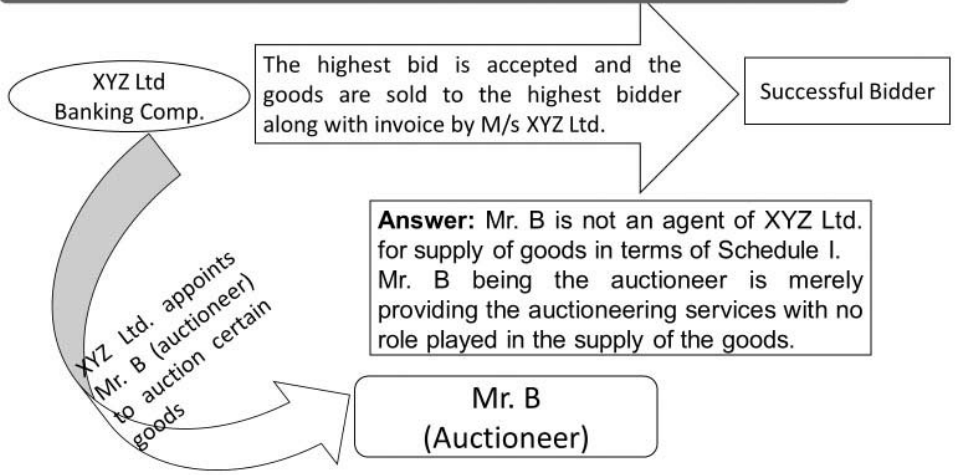 XYZ Ltd
Banking Comp.
The highest bid is accepted and the
goods are sold to the highest bidder
along with invoice by M/s XYZ Ltd.
Successful Bidder
Answer: Mr. B is not an agent of XYZ Ltd.
for supply of goods in terms of Schedule I.
Mr. B being the auctioneer is merely
providing the auctioneering services with no
role played in the supply of the goods.
XYZ Ltd. appoints
Mr. B (auctioneer)
to auction certain
goods
Mr. B
(Auctioneer)